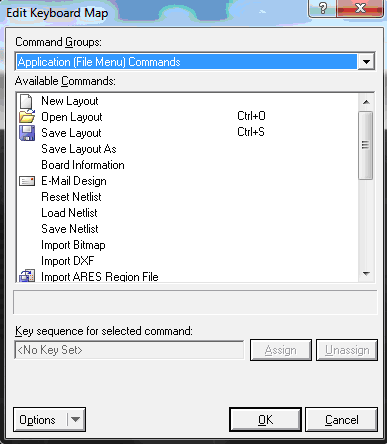 Edit Keyboard Map
Command Groups:
Application (File Menu) Commands
Available Commands:
New Layout
Open Layout Ctrl+O
Save Layout Ctrl+S
Save Layout As
Board Information
E-Mail Design
Reset Netlist
Load Netlist
Save Netlist
Import Bitmap
Import DXF
Import ARES Region File
Key sequence for selected command:
<No Key Set> Assign Unassign
Options OK Cancel